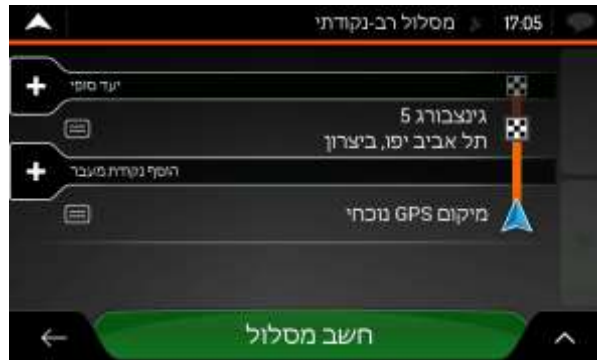 מסלול רב-נקודתי 17:05
יעד סופי
גינצבורג 5
תל אביב יפו, ביצרון
הוסף נקודת מעבר
מיקום GPS נוכחי
חשב מסלול